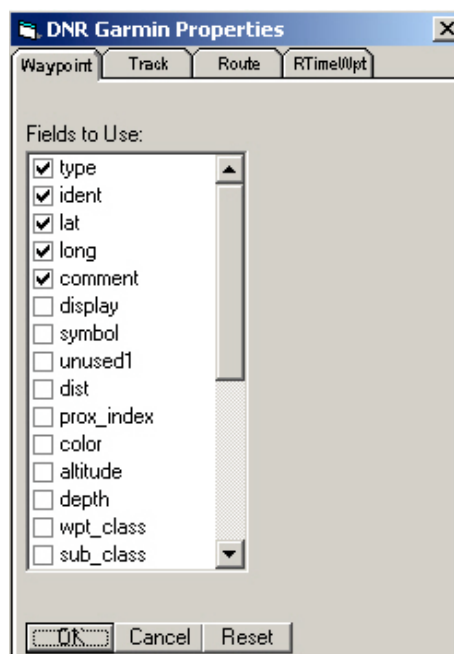 DNR Garmin Properties
Waypoint Track Route RTimeWpt
Fields to Use:
type
ident
lat
long
comment
display
symbol
unused1
dist
prox_index
color
altitude
depth
wpt_class
sub_class
OK Cancel Reset